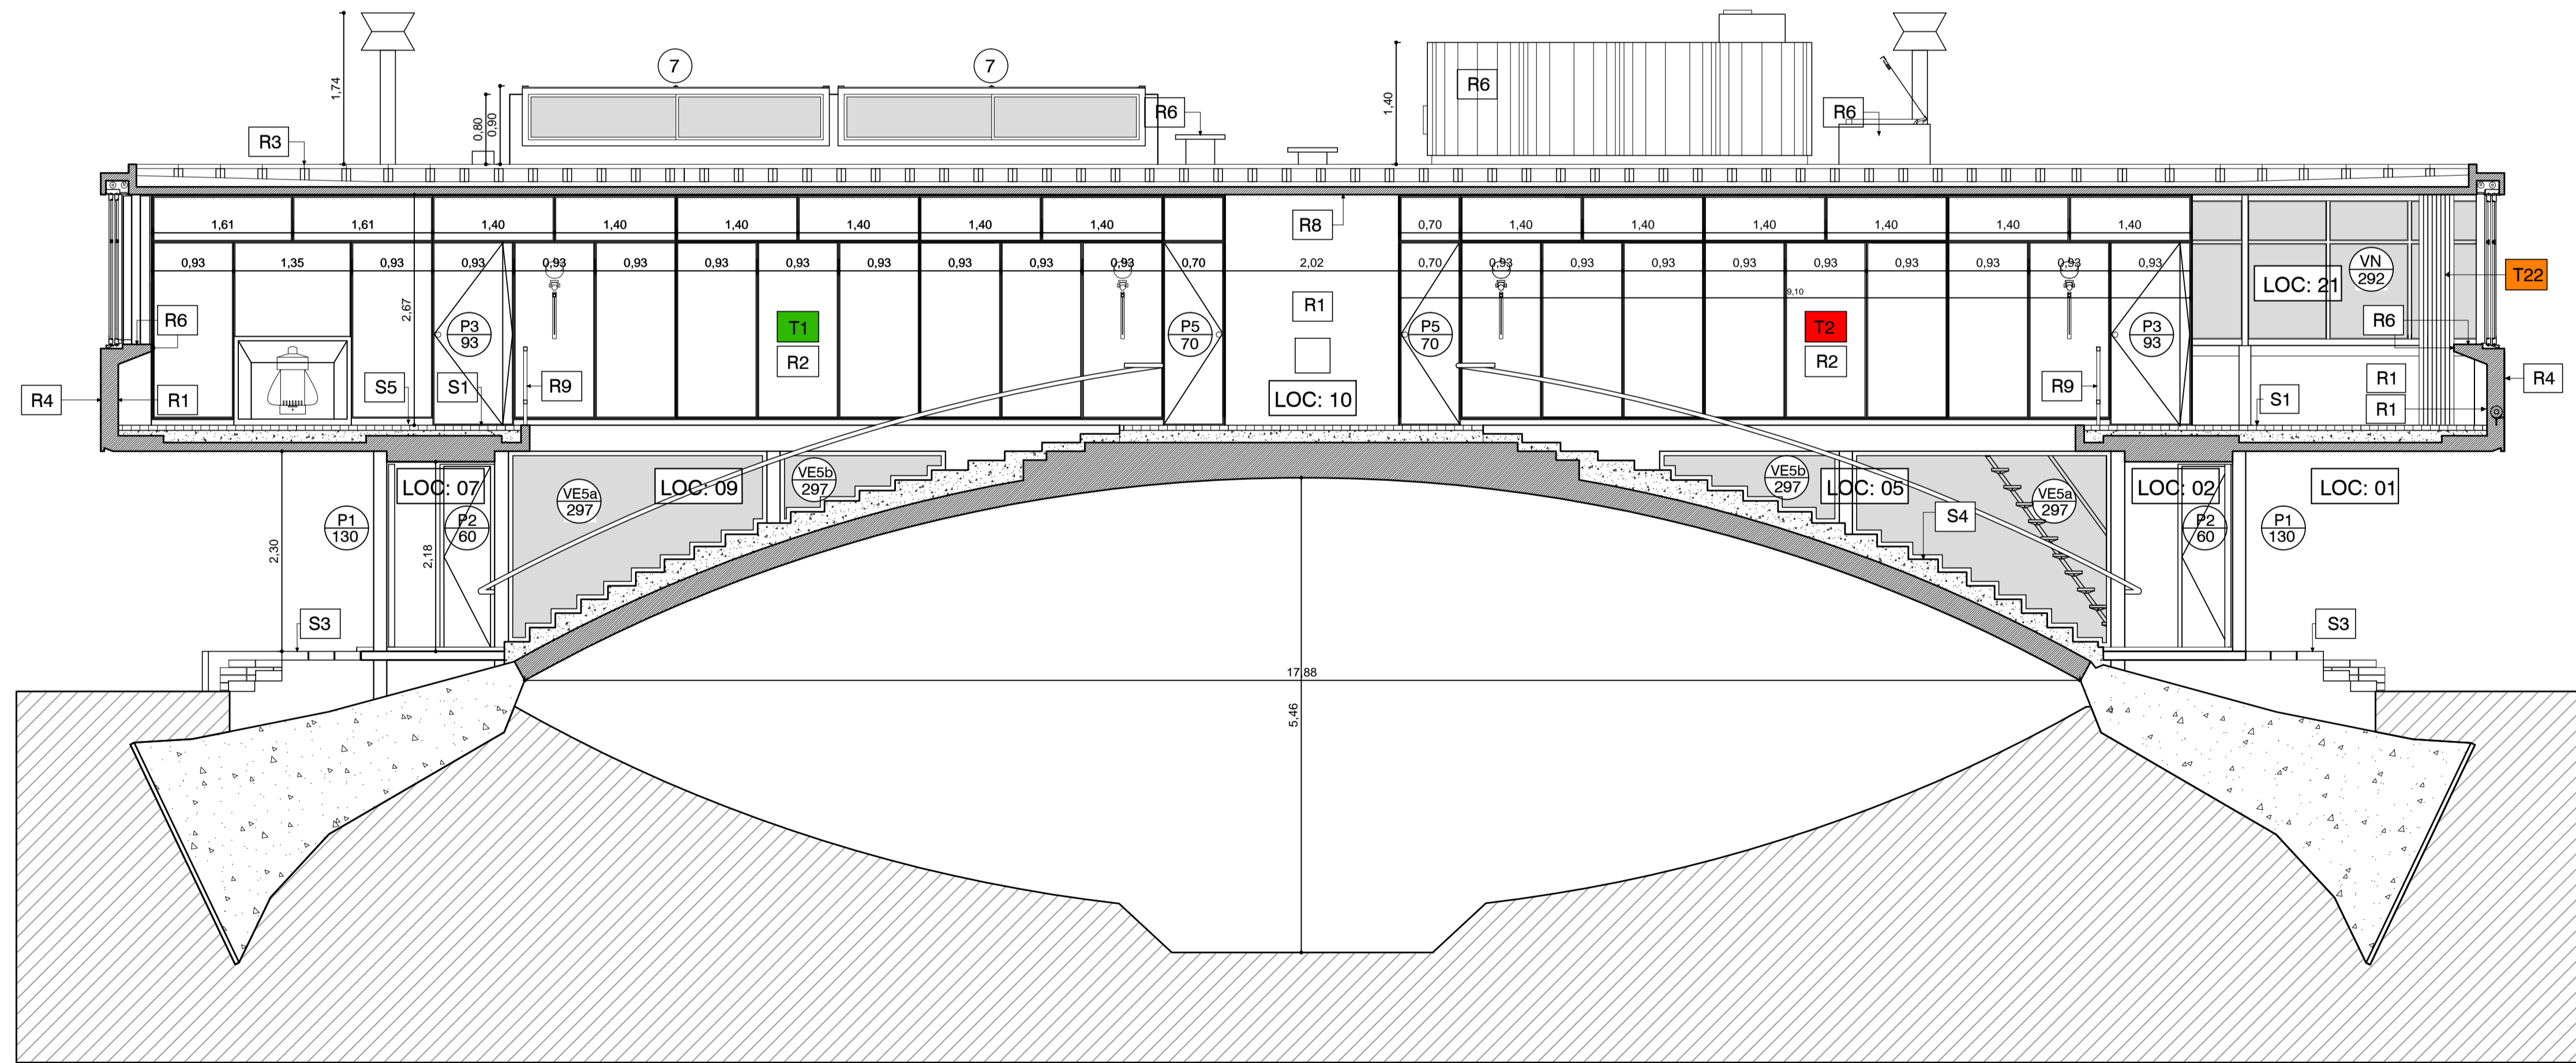 7
7
1,74
0,80
0,90
R6
R6
1,40
R6
R3
1,61
1,61
1,40
1,40
1,40
1,40
1,40
1,40
R8
0,70
1,40
1,40
1,40
1,40
1,40
1,40
0,93
1,35
0,93
0,93
0,93
0,93
0,93
0,93
0,93
0,93
0,93
0,93
0,70
2,02
0,70
0,93
0,93
0,93
0,93
0,93
0,93
0,93
0,93
0,93
VN
292
LOC: 21
T22
9,10
2,67
R6
P3
93
T1
R2
P5
70
R1
P5
70
T2
R2
P3
93
R6
R4
R1
S5
S1
R9
LOC: 10
R9
S1
R1
R1
R4
LOC: 07
VE5a
297
LOC: 09
VE5b
297
VE5b
297
LOC: 05
VE5a
297
LOC: 02
LOC: 01
2,30
P1
130
2,18
P2
60
S4
P2
60
P1
130
S3
S3
17,88
5,46